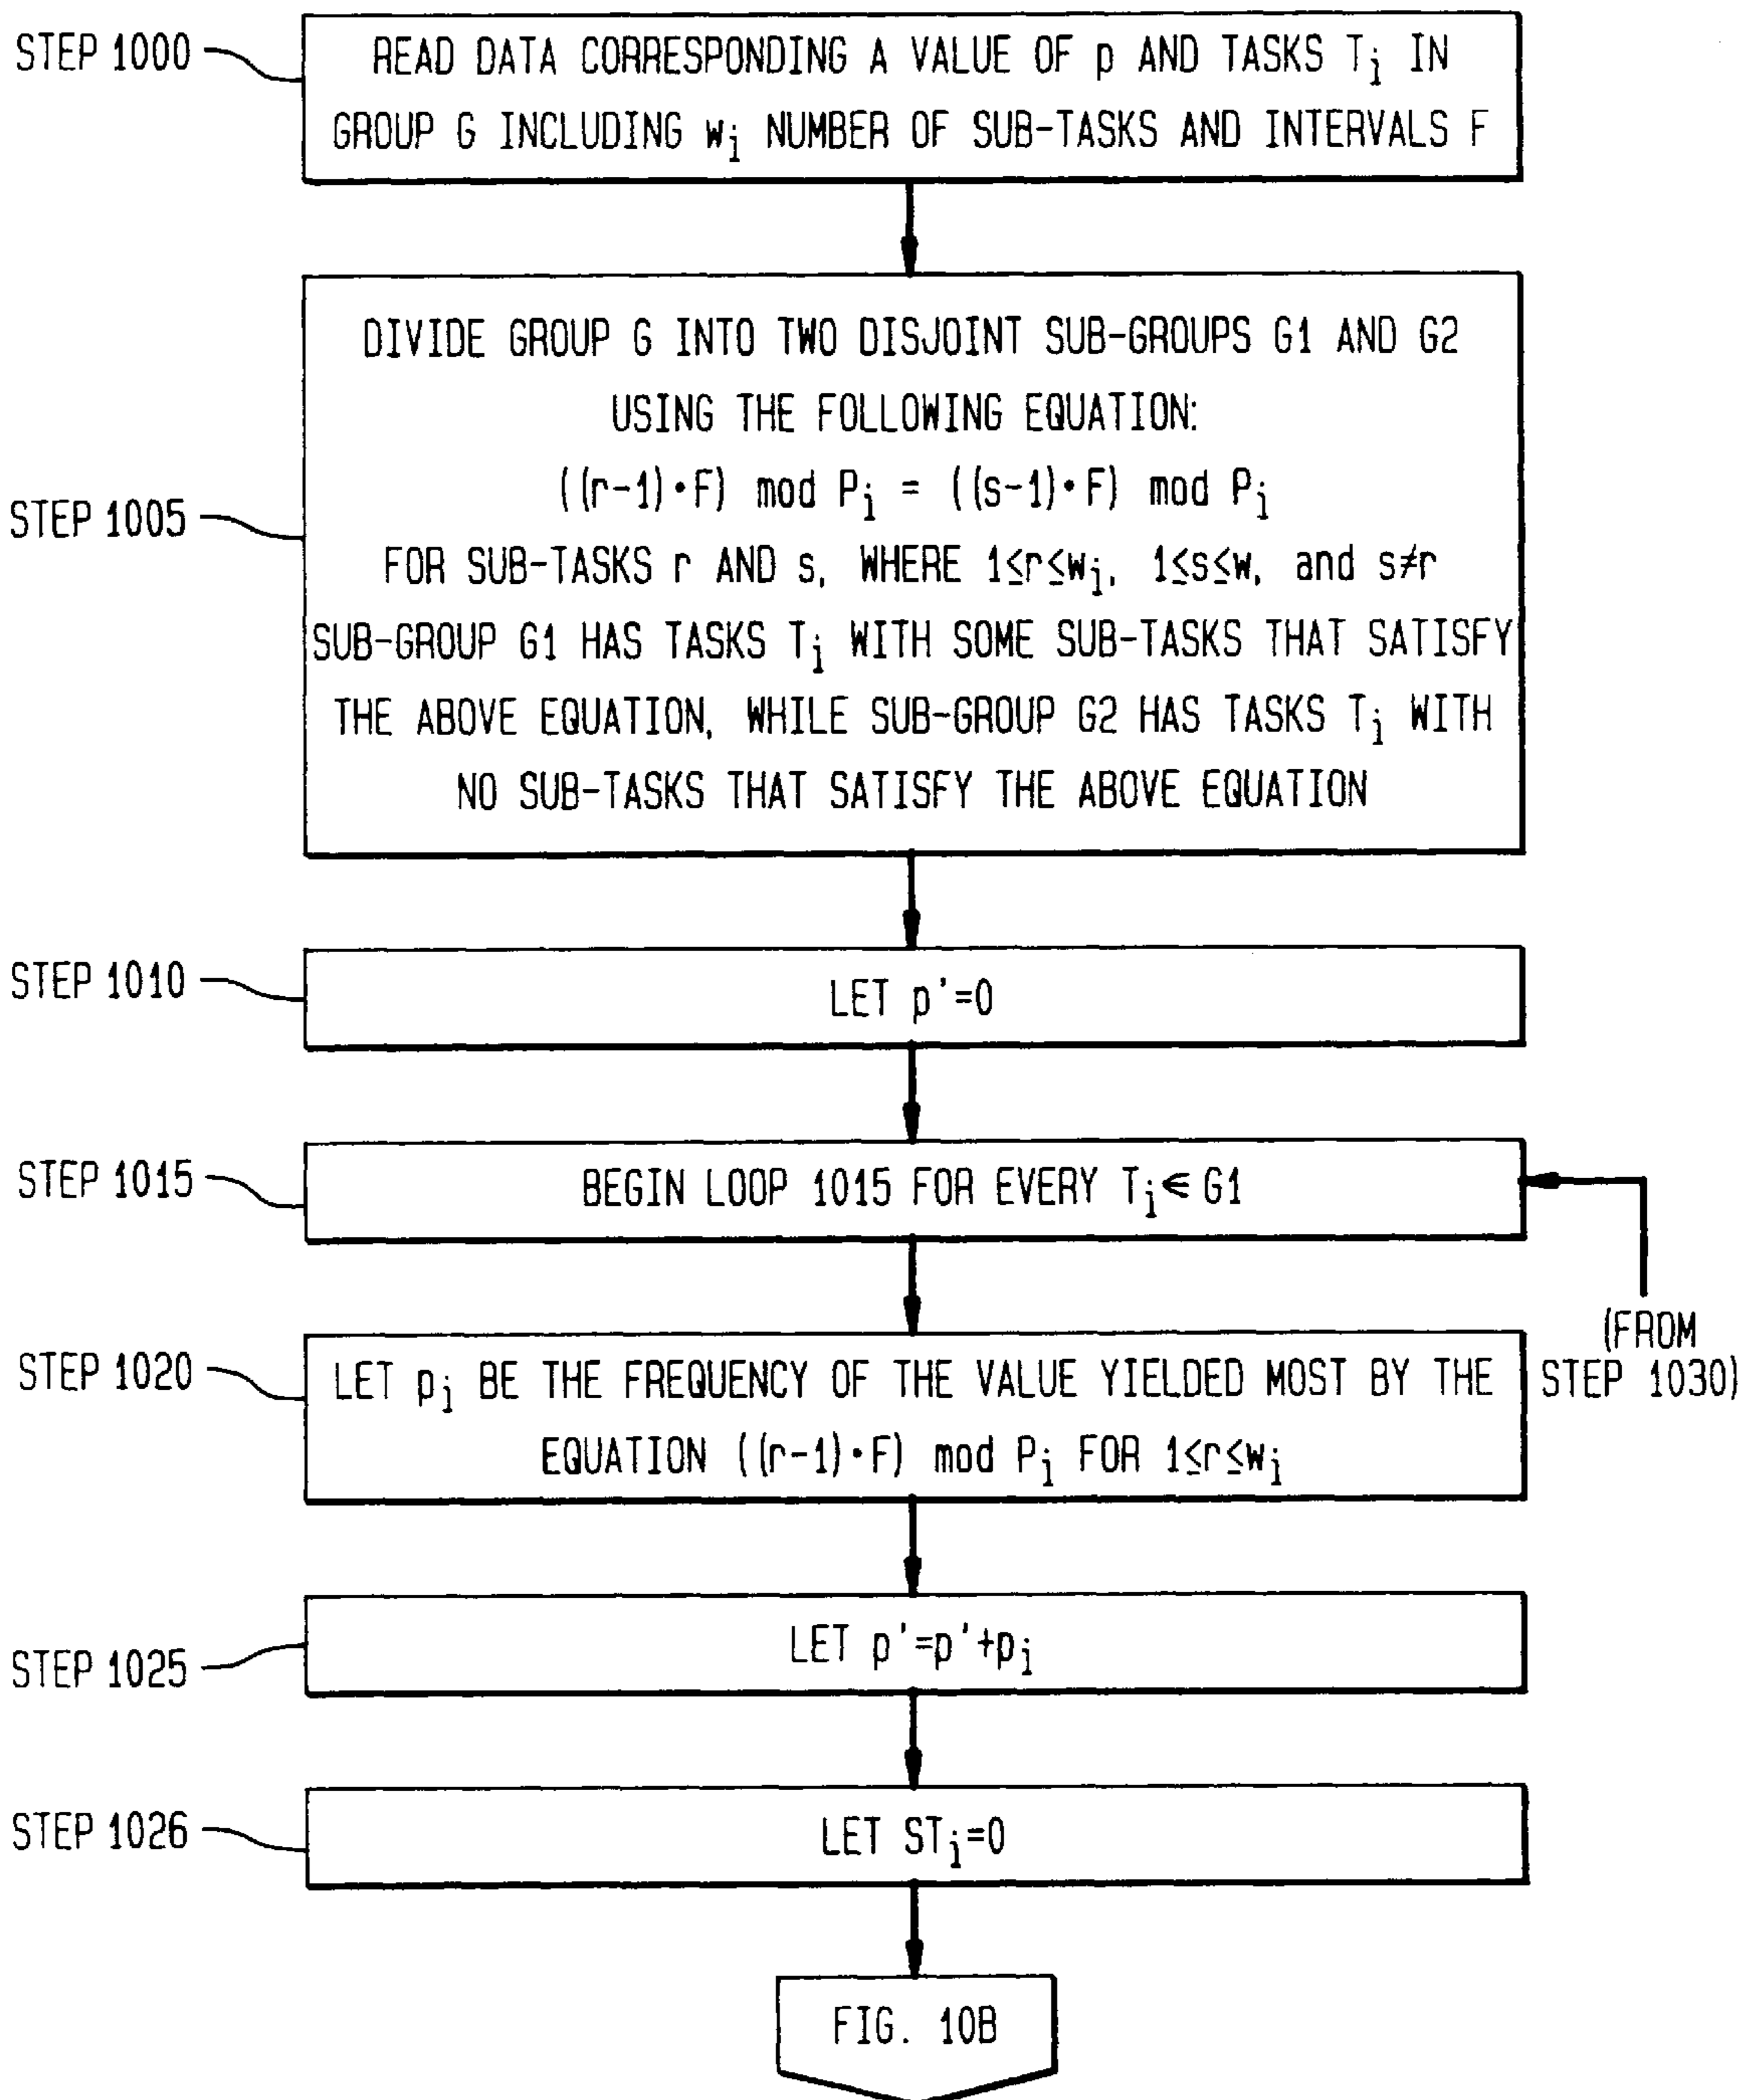 STEP 1000
READ DATA CORRESPONDING A VALUE OF p AND TASKS Ti IN
GROUP G INCLUDING wi NUMBER OF SUB-TASKS AND INTERVALS F
STEP 1005
DIVIDE GROUP G INTO TWO DISJOINT SUB-GROUPS G1 AND G2
USING THE FOLLOWING EQUATION:
((r-1)•F) mod Pi = ((s-1)•F) mod Pi
FOR SUB-TASKS r AND s, WHERE 1≤r≤wi, 1≤s≤w, and s≠r
SUB-GROUP G1 HAS TASKS Ti WITH SOME SUB-TASKS THAT SATISFY
THE ABOVE EQUATION, WHILE SUB-GROUP G2 HAS TASKS Ti WITH
NO SUB-TASKS THAT SATISFY THE ABOVE EQUATION
STEP 1010
LET p'=0
STEP 1015
BEGIN LOOP 1015 FOR EVERY Ti∈ G1
(FROM
STEP 1030)
STEP 1020
LET pi BE THE FREQUENCY OF THE VALUE YIELDED MOST BY THE
EQUATION ((r-1)•F) mod Pi FOR 1≤r≤wi
STEP 1025
LET p'=p'+pi
STEP 1026
LET STi=0
FIG. 10B